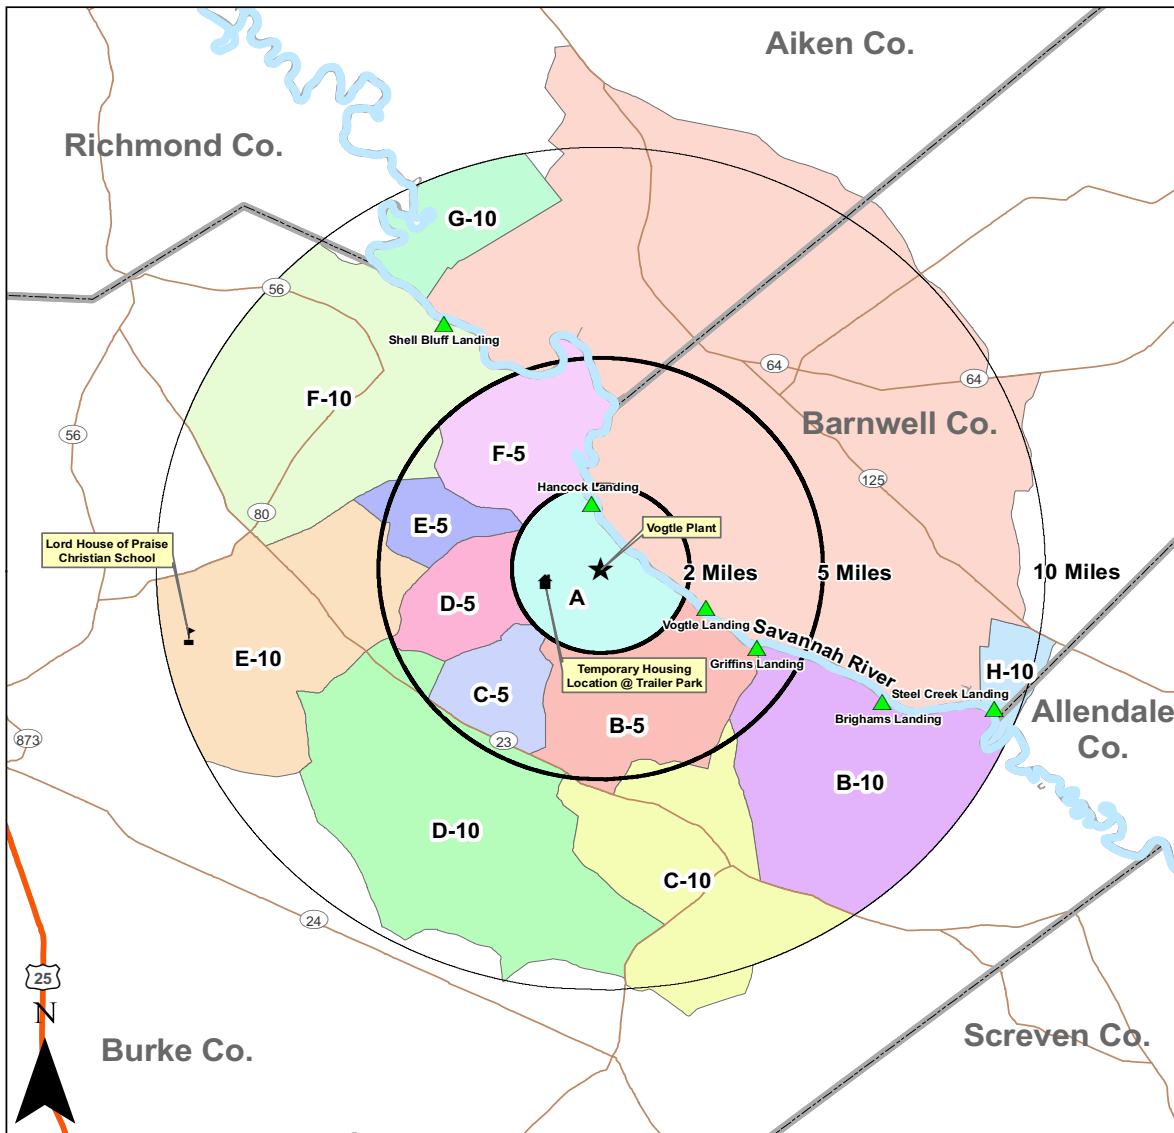 Aiken Co.
Richmond Co.
G-10
56
Shell Bluff Landing
64
64
F-10
Barnwell Co.
56
F-5
125
Hancock Landing
80
E-5
Vogtle Plant
Lord House of Praise
Christian School
2 Miles
5 Miles
10 Miles
A
D-5
Vogtle Landing
Savannah River
E-10
Griffins Landing
Temporary Housing
Location @ Trailer Park
H-10
C-5
Steel Creek Landing
Brighams Landing
Allendale
Co.
B-5
23
873
B-10
D-10
C-10
24
25
N
Burke Co.
Screven Co.